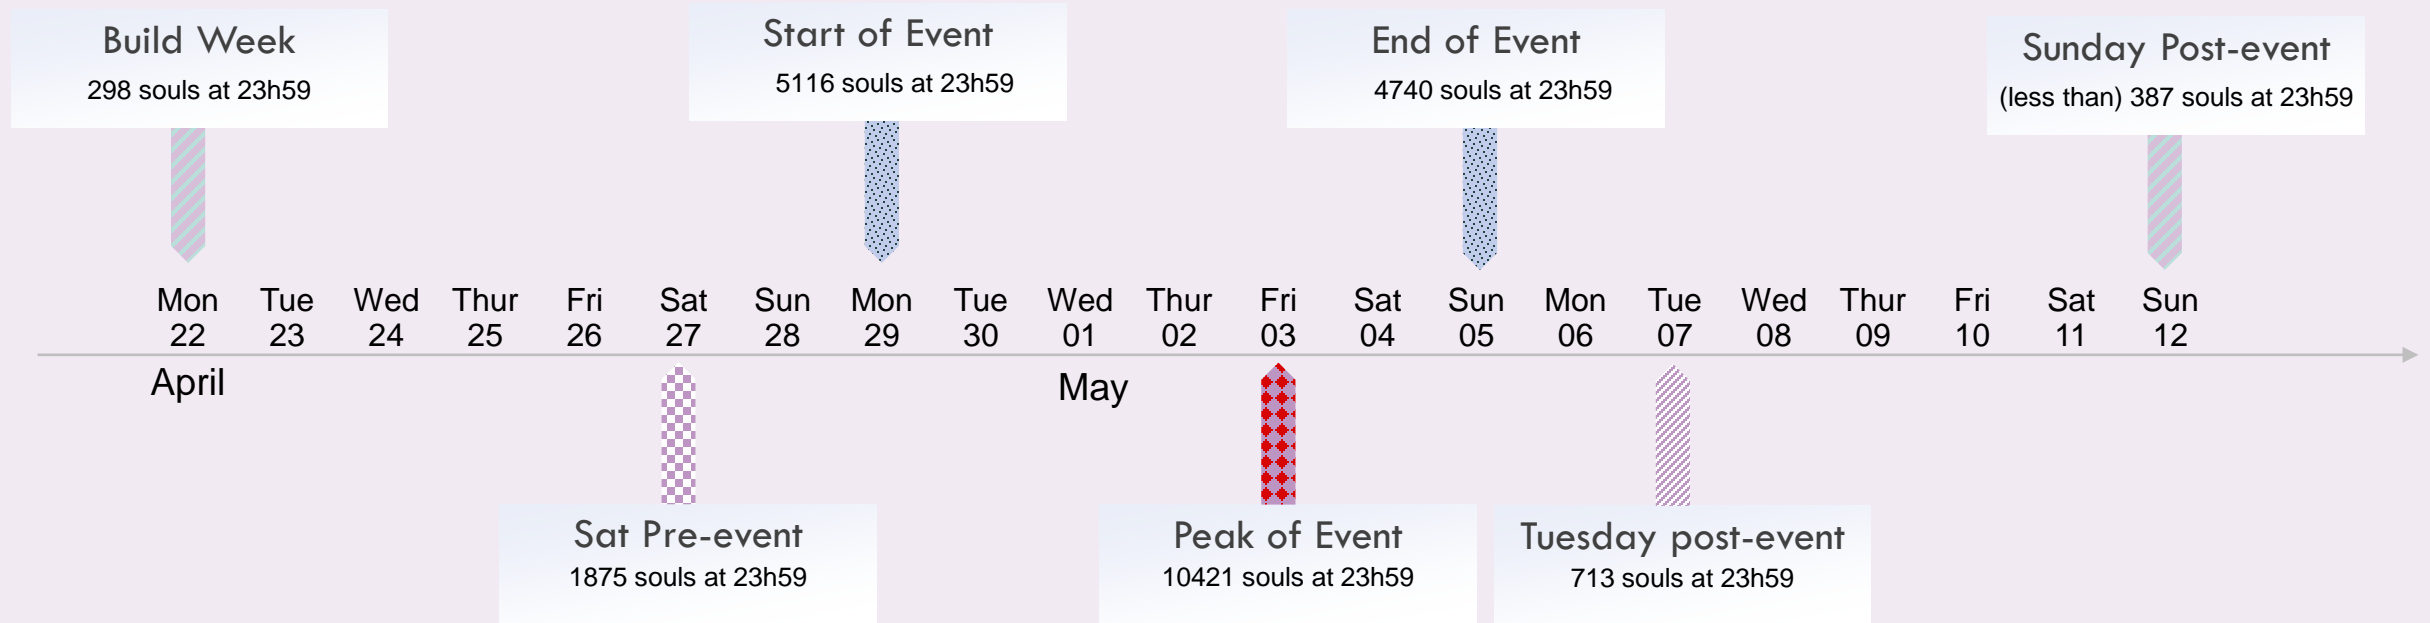 Build Week
298 souls at 23h59
Start of Event
5116 souls at 23h59
End of Event
4740 souls at 23h59
Sunday Post-event
(less than) 387 souls at 23h59
Mon Tue Wed Thur Fri Sat Sun Mon Tue Wed Thur Fri Sat Sun Mon Tue Wed Thur Fri Sat Sun
22 23 24 25 26 27 28 29 30 01 02 03 04 05 06 07 08 09 10 11 12
April May
Sat Pre-event
1875 souls at 23h59
Peak of Event
10421 souls at 23h59
Tuesday post-event
713 souls at 23h59